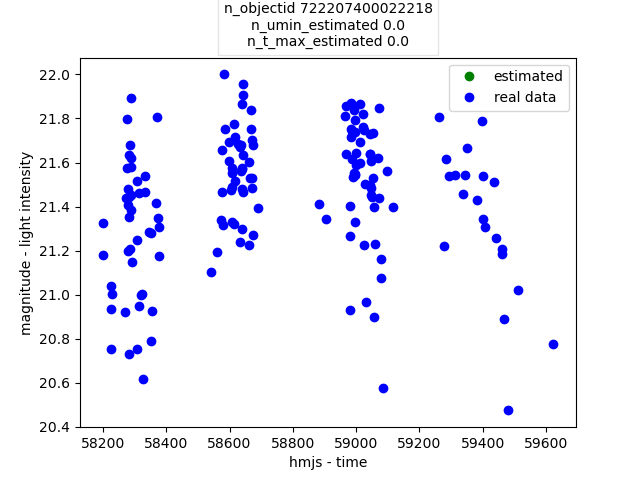 n_objectid 722207400022218
n_umin_estimated 0.0
n_t_max_estimated 0.0
22.0
21.8
21.6
21.4
21.2
21.0
20.8
20.6
20.4
magnitude - light intensity
estimated
real data
58200 58400 58600 58800 59000 59200 59400 59600
hmjs - time